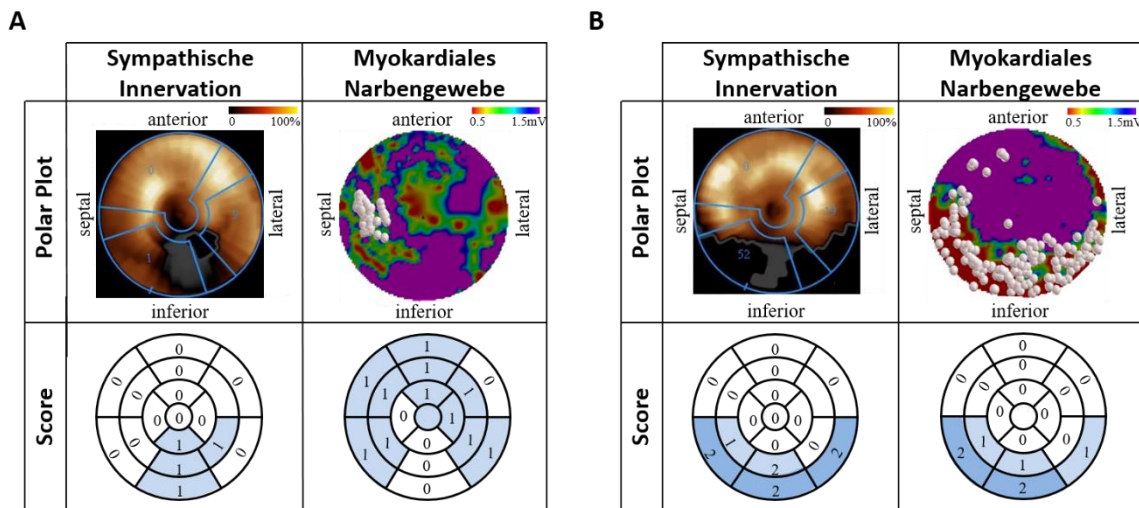 A
Sympathische
Innervation
Myokardiales
Narbengewebe
Polar Plot
anterior
0 100%
septal
lateral
0
9
1
anterior
0.5 1.5mV
septal
lateral
inferior
Score
0
0
0 0
0
0 0 0
0 1 0
1
1
1
1
1
1 1 1 0
1
0 1
1 1 1 1
0
0
0
inferior
B
Sympathische
Innervation
Myokardiales
Narbengewebe
Polar Plot
anterior
0 100%
septal
lateral
0
52
inferior
anterior
0.5 1.5mV
septal
lateral
inferior
Score
0
0
0 0
0
0 0 0
2 1 0 2
0
2
2
0
0
0 0
0
0 0
2 1 0 1
0
1
2